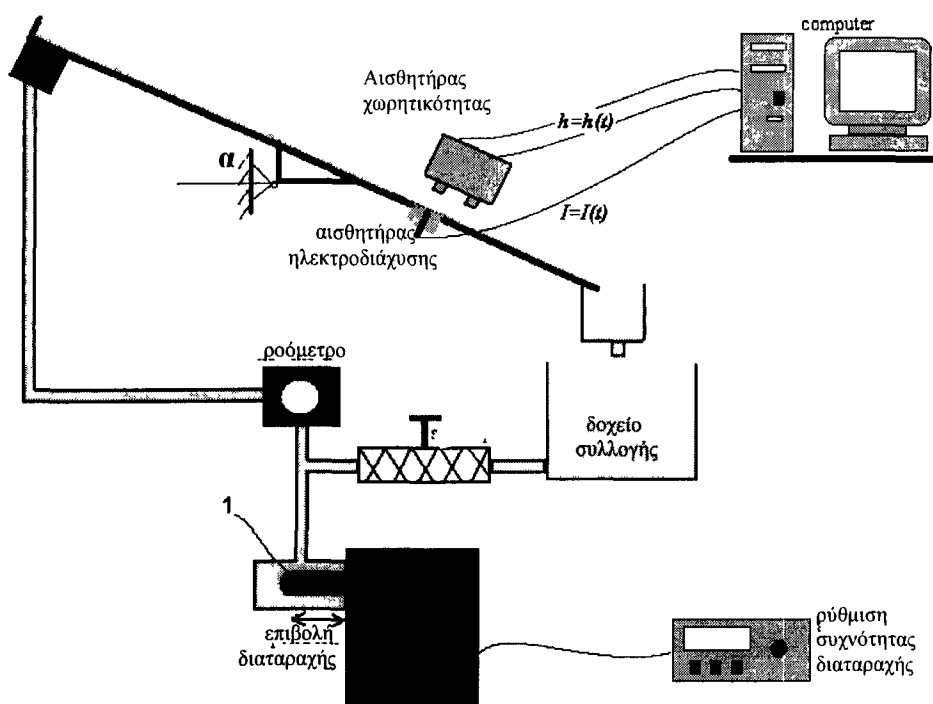 computer
Αισθητήρας
χωρητικότητας
h=h(t)
α
I=I(t)
αισθητήρας
ηλεκτροδιάχυσης
ροόμετρο
δοχείο
συλλογής
1
επιβολή
διαταραχής
ρύθμιση
συχνότητας
διαταραχής